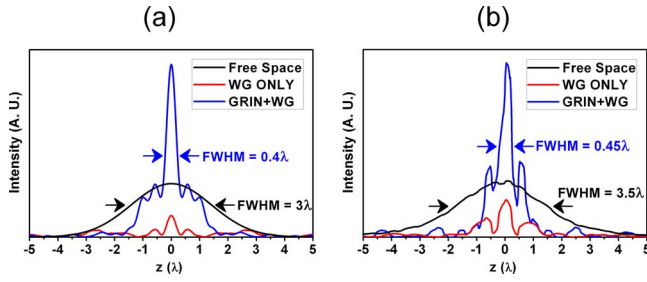 (a)
Intensity (A. U.)
Free Space
WG ONLY
GRIN+WG
FWHM = 0.4λ
FWHM = 3λ
-5 -4 -3 -2 -1 0 1 2 3 4 5
z (λ)
(b)
Intensity (A. U.)
Free Space
WG ONLY
GRIN+WG
FWHM = 0.45λ
FWHM = 3.5λ
-5 -4 -3 -2 -1 0 1 2 3 4 5
z (λ)